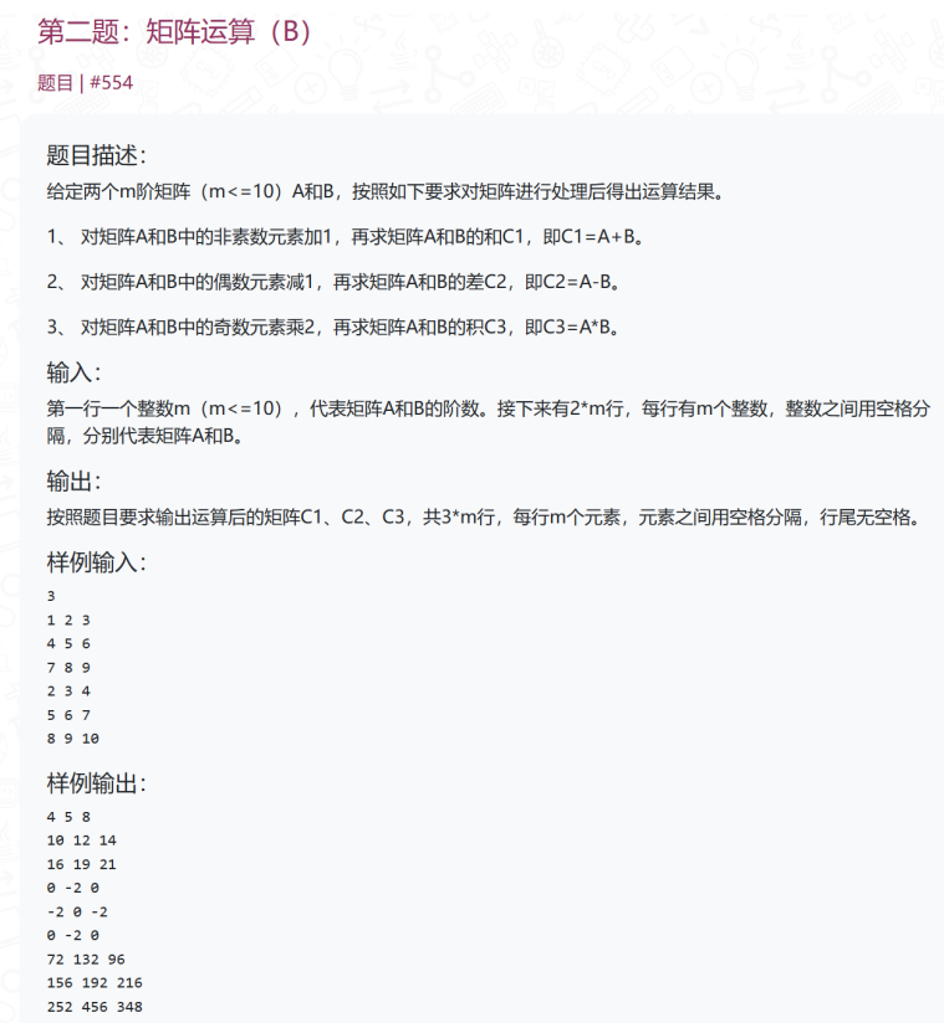 第二题：矩阵运算（B）
题目 | #554
题目描述：
给定两个m阶矩阵（m<=10）A和B，按照如下要求对矩阵进行处理后得出运算结果。
1、 对矩阵A和B中的非素数元素加1，再求矩阵A和B的和C1，即C1=A+B。
2、 对矩阵A和B中的偶数元素减1，再求矩阵A和B的差C2，即C2=A-B。
3、 对矩阵A和B中的奇数元素乘2，再求矩阵A和B的积C3，即C3=A*B。
输入：
第一行一个整数m（m<=10），代表矩阵A和B的阶数。接下来有2*m行，每行有m个整数，整数之间用空格分
隔，分别代表矩阵A和B。
输出：
按照题目要求输出运算后的矩阵C1、C2、C3，共3*m行，每行m个元素，元素之间用空格分隔，行尾无空格。
样例输入：
3
1 2 3
4 5 6
7 8 9
2 3 4
5 6 7
8 9 10
样例输出：
4 5 8
10 12 14
16 19 21
0 -2 0
-2 0 -2
0 -2 0
72 132 96
156 192 216
252 456 348